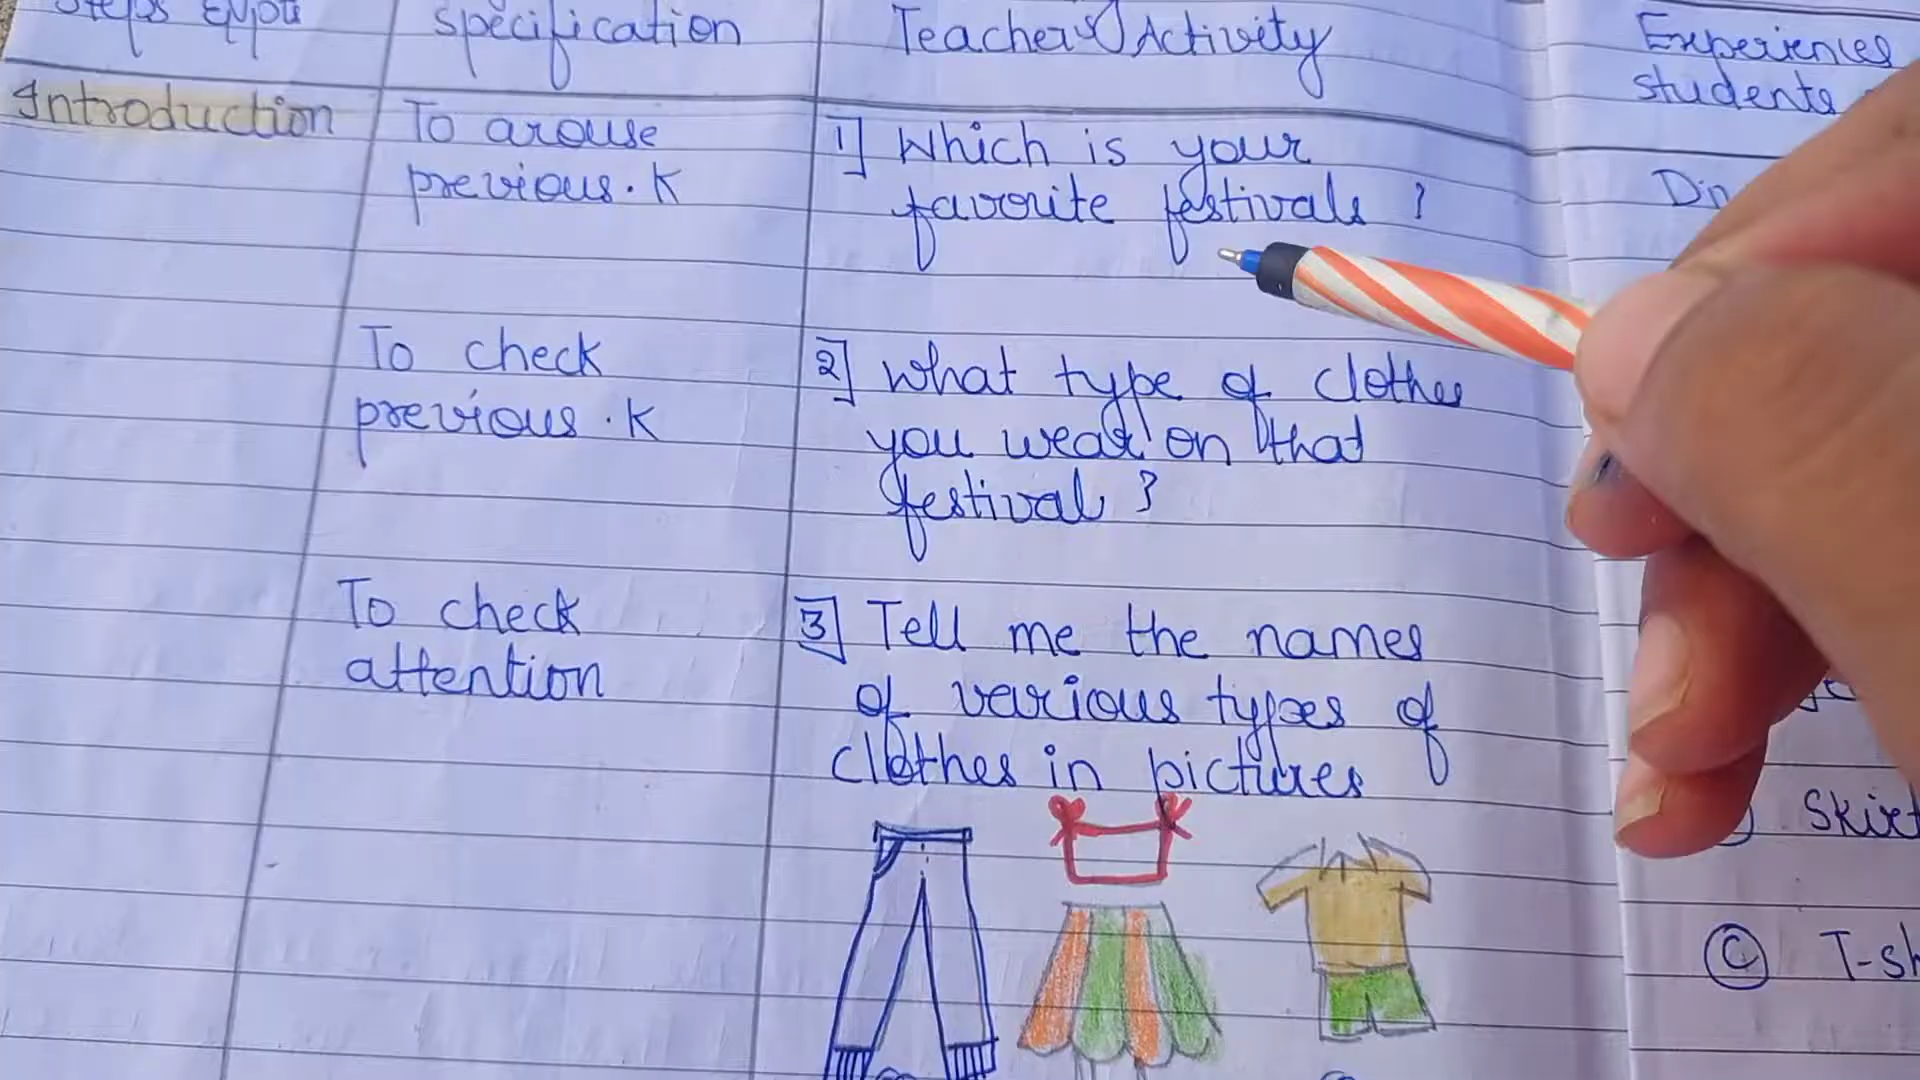 Steps
specification
Teacher's Activity
Experiences
students
Introduction
To arouse
previous. K
1] Which is your
favorite festivals ?
Din
To check
previous . K
2] What type of clothes
you wear on that
festival ?
To check
attention
3] Tell me the names
of various types of
clothes in pictures
Skirt
C T-sh